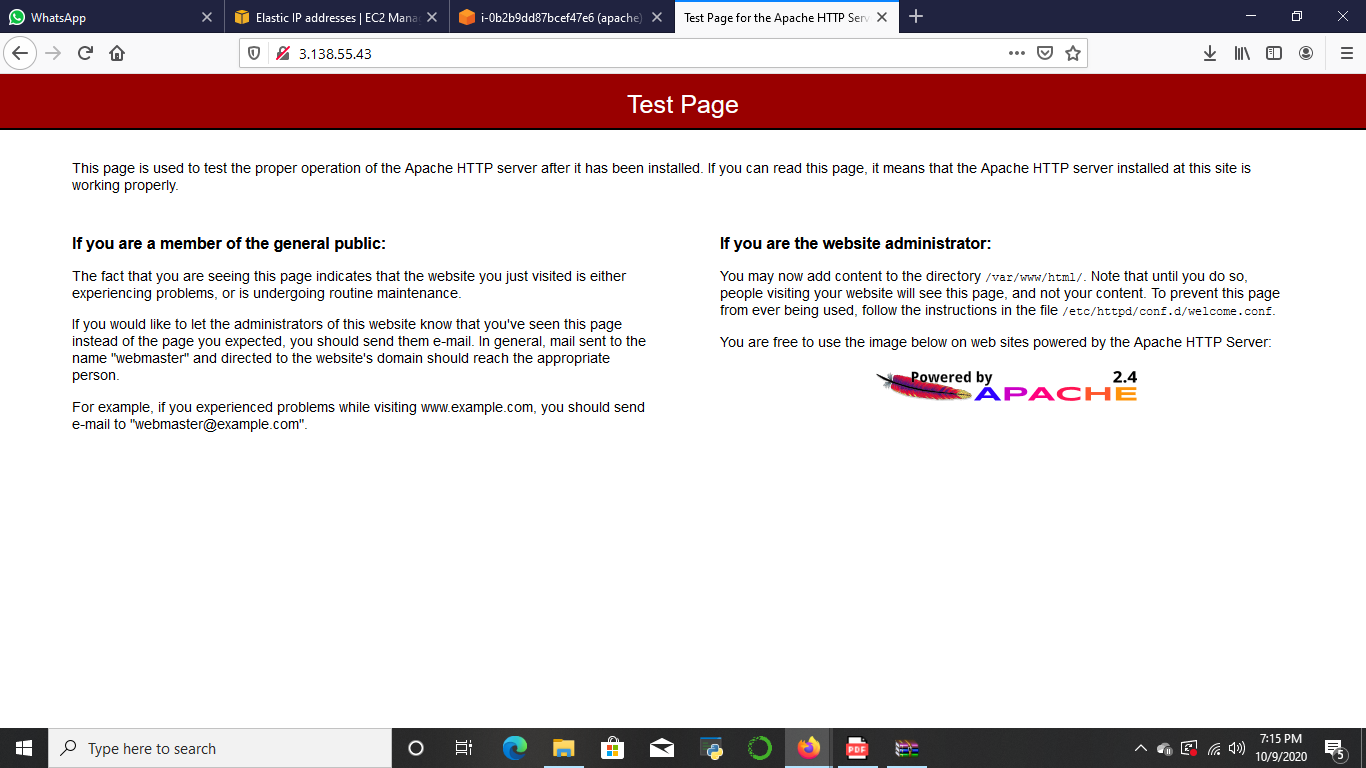 WhatsApp
Elastic IP addresses | EC2 Mana
i-0b2b9dd87bcef47e6 (apache)
Test Page for the Apache HTTP Serv
3.138.55.43
Test Page
This page is used to test the proper operation of the Apache HTTP server after it has been installed. If you can read this page, it means that the Apache HTTP server installed at this site is
working properly.
If you are a member of the general public:
The fact that you are seeing this page indicates that the website you just visited is either
experiencing problems, or is undergoing routine maintenance.
If you would like to let the administrators of this website know that you've seen this page
instead of the page you expected, you should send them e-mail. In general, mail sent to the
name "webmaster" and directed to the website's domain should reach the appropriate
person.
For example, if you experienced problems while visiting www.example.com, you should send
e-mail to "webmaster@example.com".
If you are the website administrator:
You may now add content to the directory /var/www/html/. Note that until you do so,
people visiting your website will see this page, and not your content. To prevent this page
from ever being used, follow the instructions in the file /etc/httpd/conf.d/welcome.conf.
You are free to use the image below on web sites powered by the Apache HTTP Server:
Powered by 2.4
APACHE
Type here to search
PDF
7:15 PM
10/9/2020
5